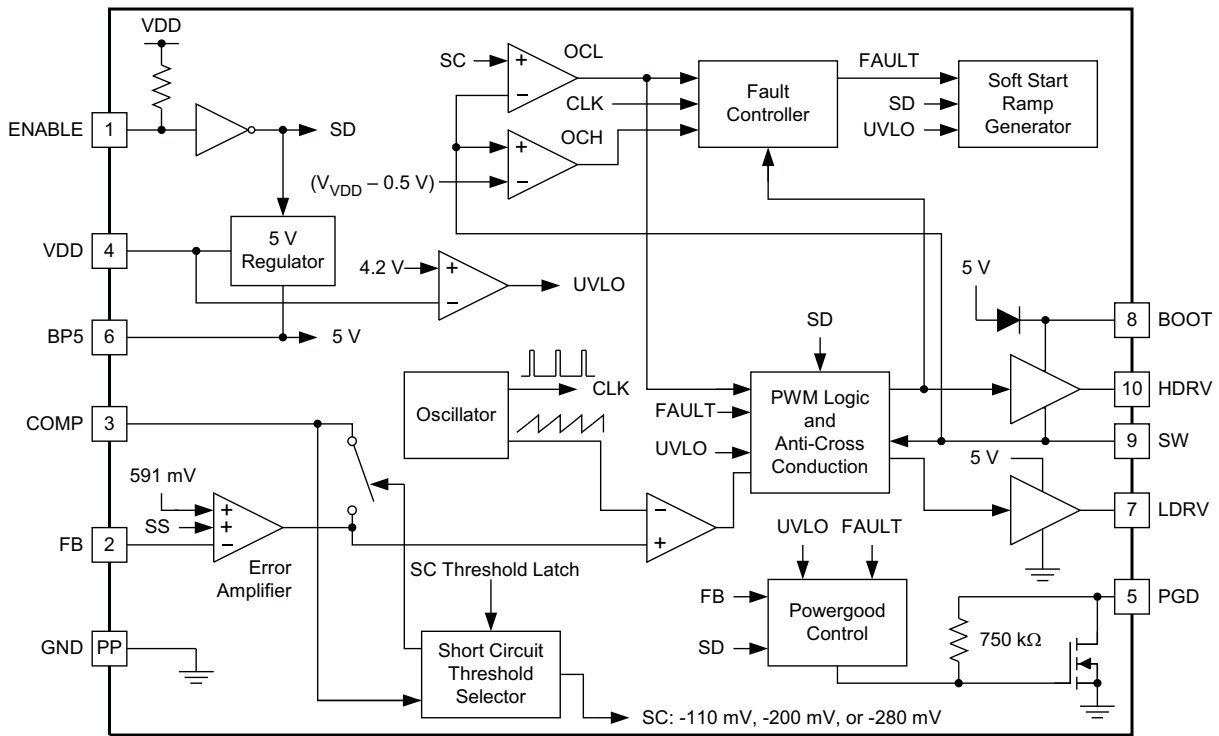 VDD
ENABLE
1
SD
SC
+
−
OCL
CLK
OCH
+
−
(VVDD – 0.5 V)
Fault
Controller
FAULT
SD
UVLO
Soft Start
Ramp
Generator
VDD
4
5 V
Regulator
4.2 V
+
−
UVLO
BP5
6
5 V
5 V
8
BOOT
COMP
3
Oscillator
CLK
SD
FAULT
UVLO
PWM Logic
and
Anti-Cross
Conduction
10
HDRV
9
SW
5 V
7
LDRV
591 mV
SS
+
+
−
FB
2
Error
Amplifier
−
+
SC Threshold Latch
UVLO
FAULT
FB
SD
Powergood
Control
750 kΩ
5
PGD
GND
PP
Short Circuit
Threshold
Selector
SC: -110 mV, -200 mV, or -280 mV